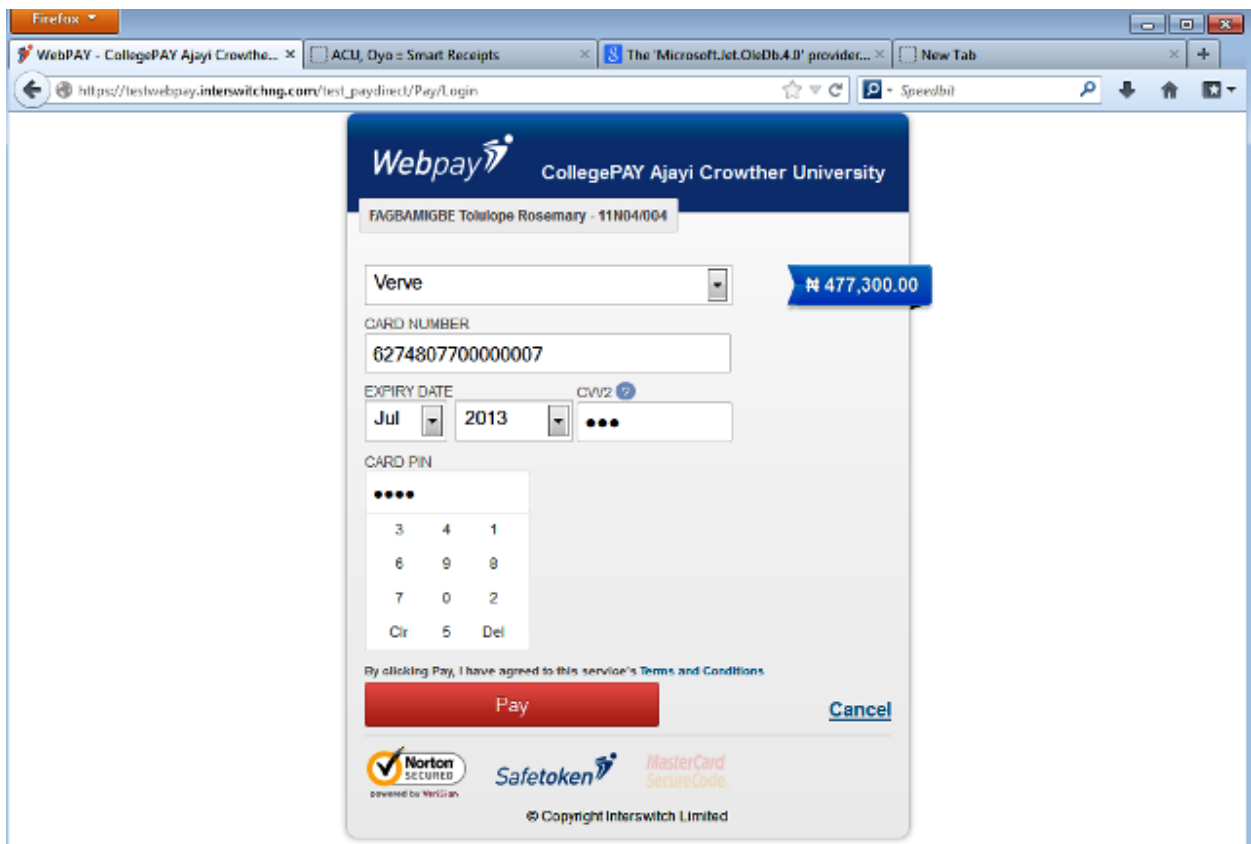 Firefox
WebPAY - CollegePAY Ajayi Crowthe...
ACU, Oyo :: Smart Receipts
The 'Microsoft.Jet.OleDb.4.0' provider...
New Tab
https://testwebpay.interswitchng.com/test_paydirect/Pay/Login
Speedbit
Webpay
CollegePAY Ajayi Crowther University
FAGBAMIGBE Tolulope Rosemary - 11N04/004
Verve
₦ 477,300.00
CARD NUMBER
6274807700000007
EXPIRY DATE CVV2 ?
Jul 2013 •••
CARD PIN
••••
3 4 1
6 9 8
7 0 2
Clr 5 Del
By clicking Pay, I have agreed to this service's Terms and Conditions
Pay
Cancel
Norton
SECURED
powered by VeriSign
Safetoken
MasterCard
SecureCode.
© Copyright Interswitch Limited